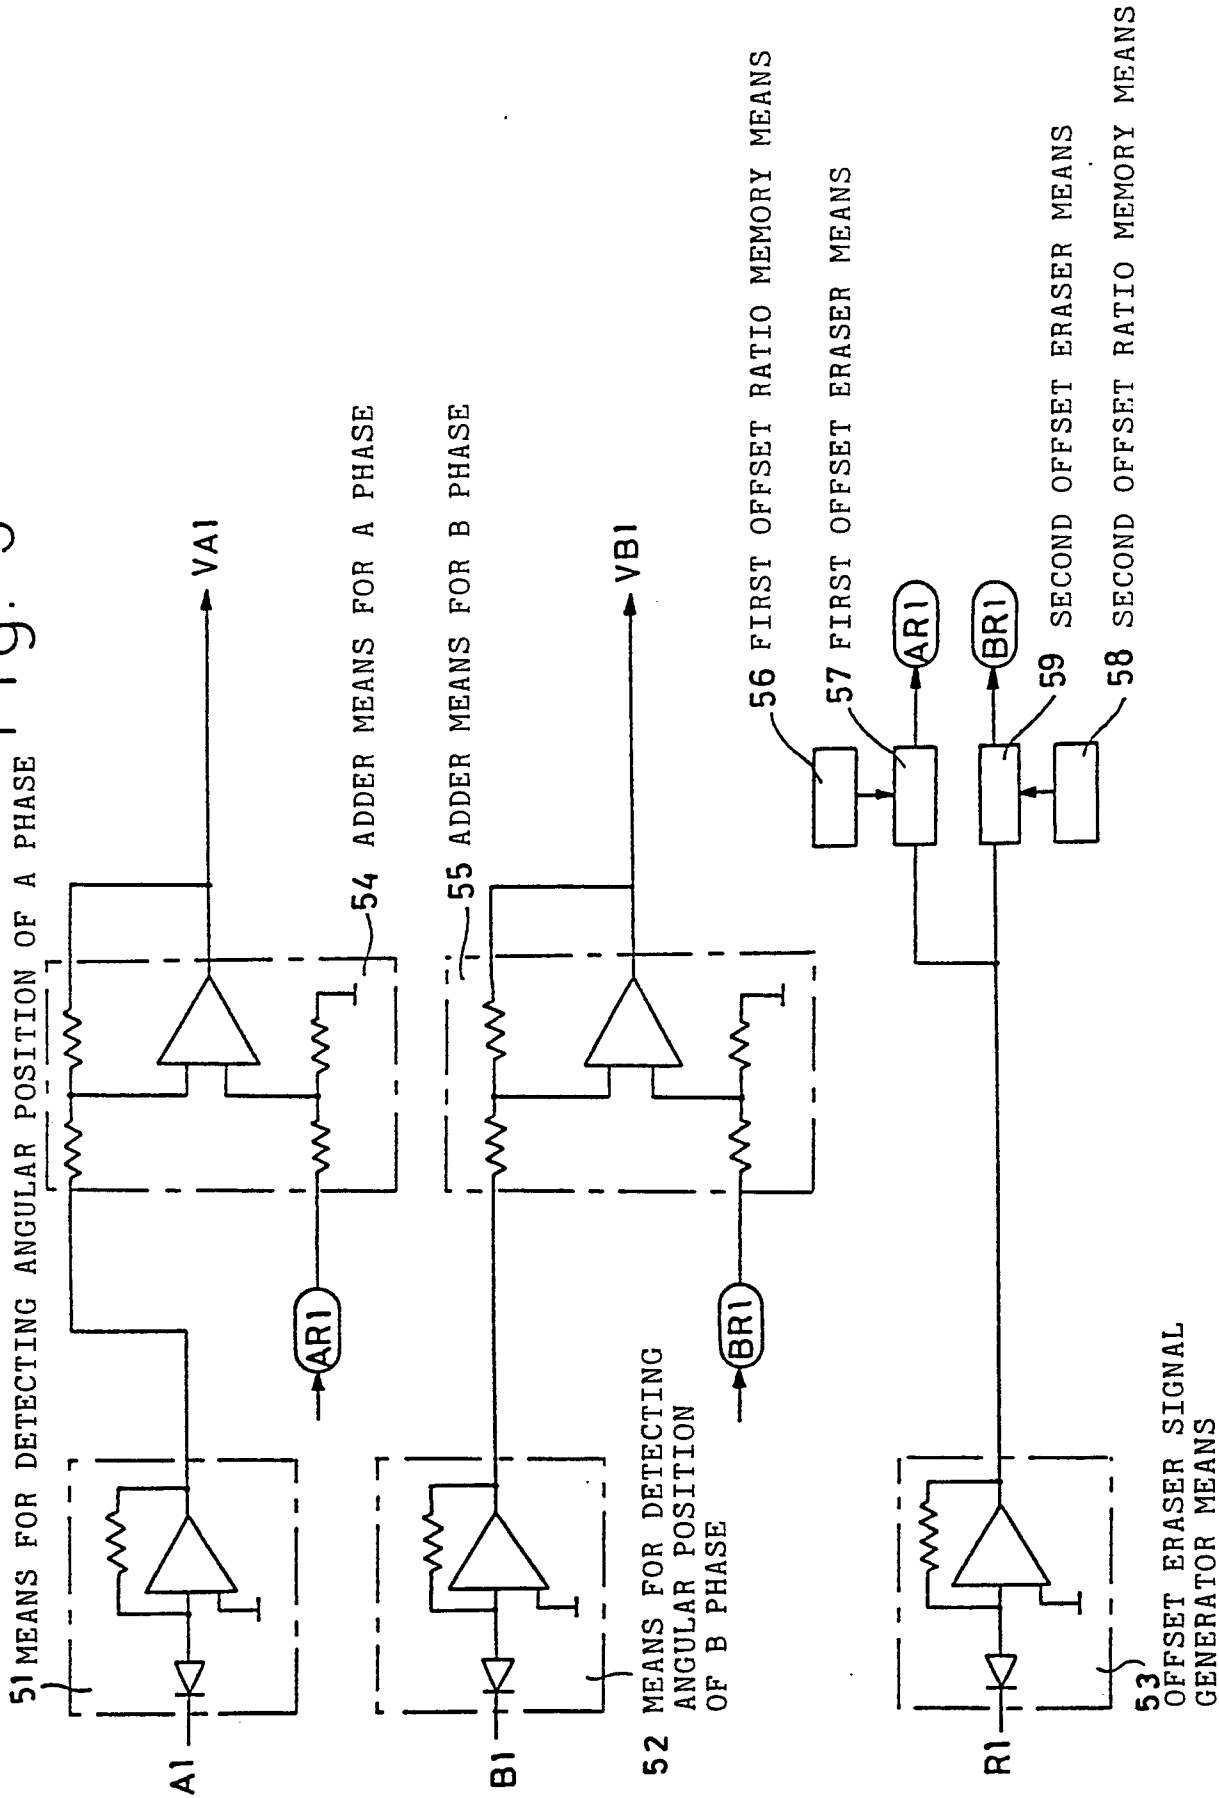 51 MEANS FOR DETECTING ANGULAR POSITION OF A PHASE
A1
VA1
54 ADDER MEANS FOR A PHASE
AR1
55 ADDER MEANS FOR B PHASE
B1
VB1
52 MEANS FOR DETECTING
ANGULAR POSITION
OF B PHASE
BR1
56 FIRST OFFSET RATIO MEMORY MEANS
57 FIRST OFFSET ERASER MEANS
AR1
BR1
R1
59 SECOND OFFSET ERASER MEANS
58 SECOND OFFSET RATIO MEMORY MEANS
53
OFFSET ERASER SIGNAL
GENERATOR MEANS